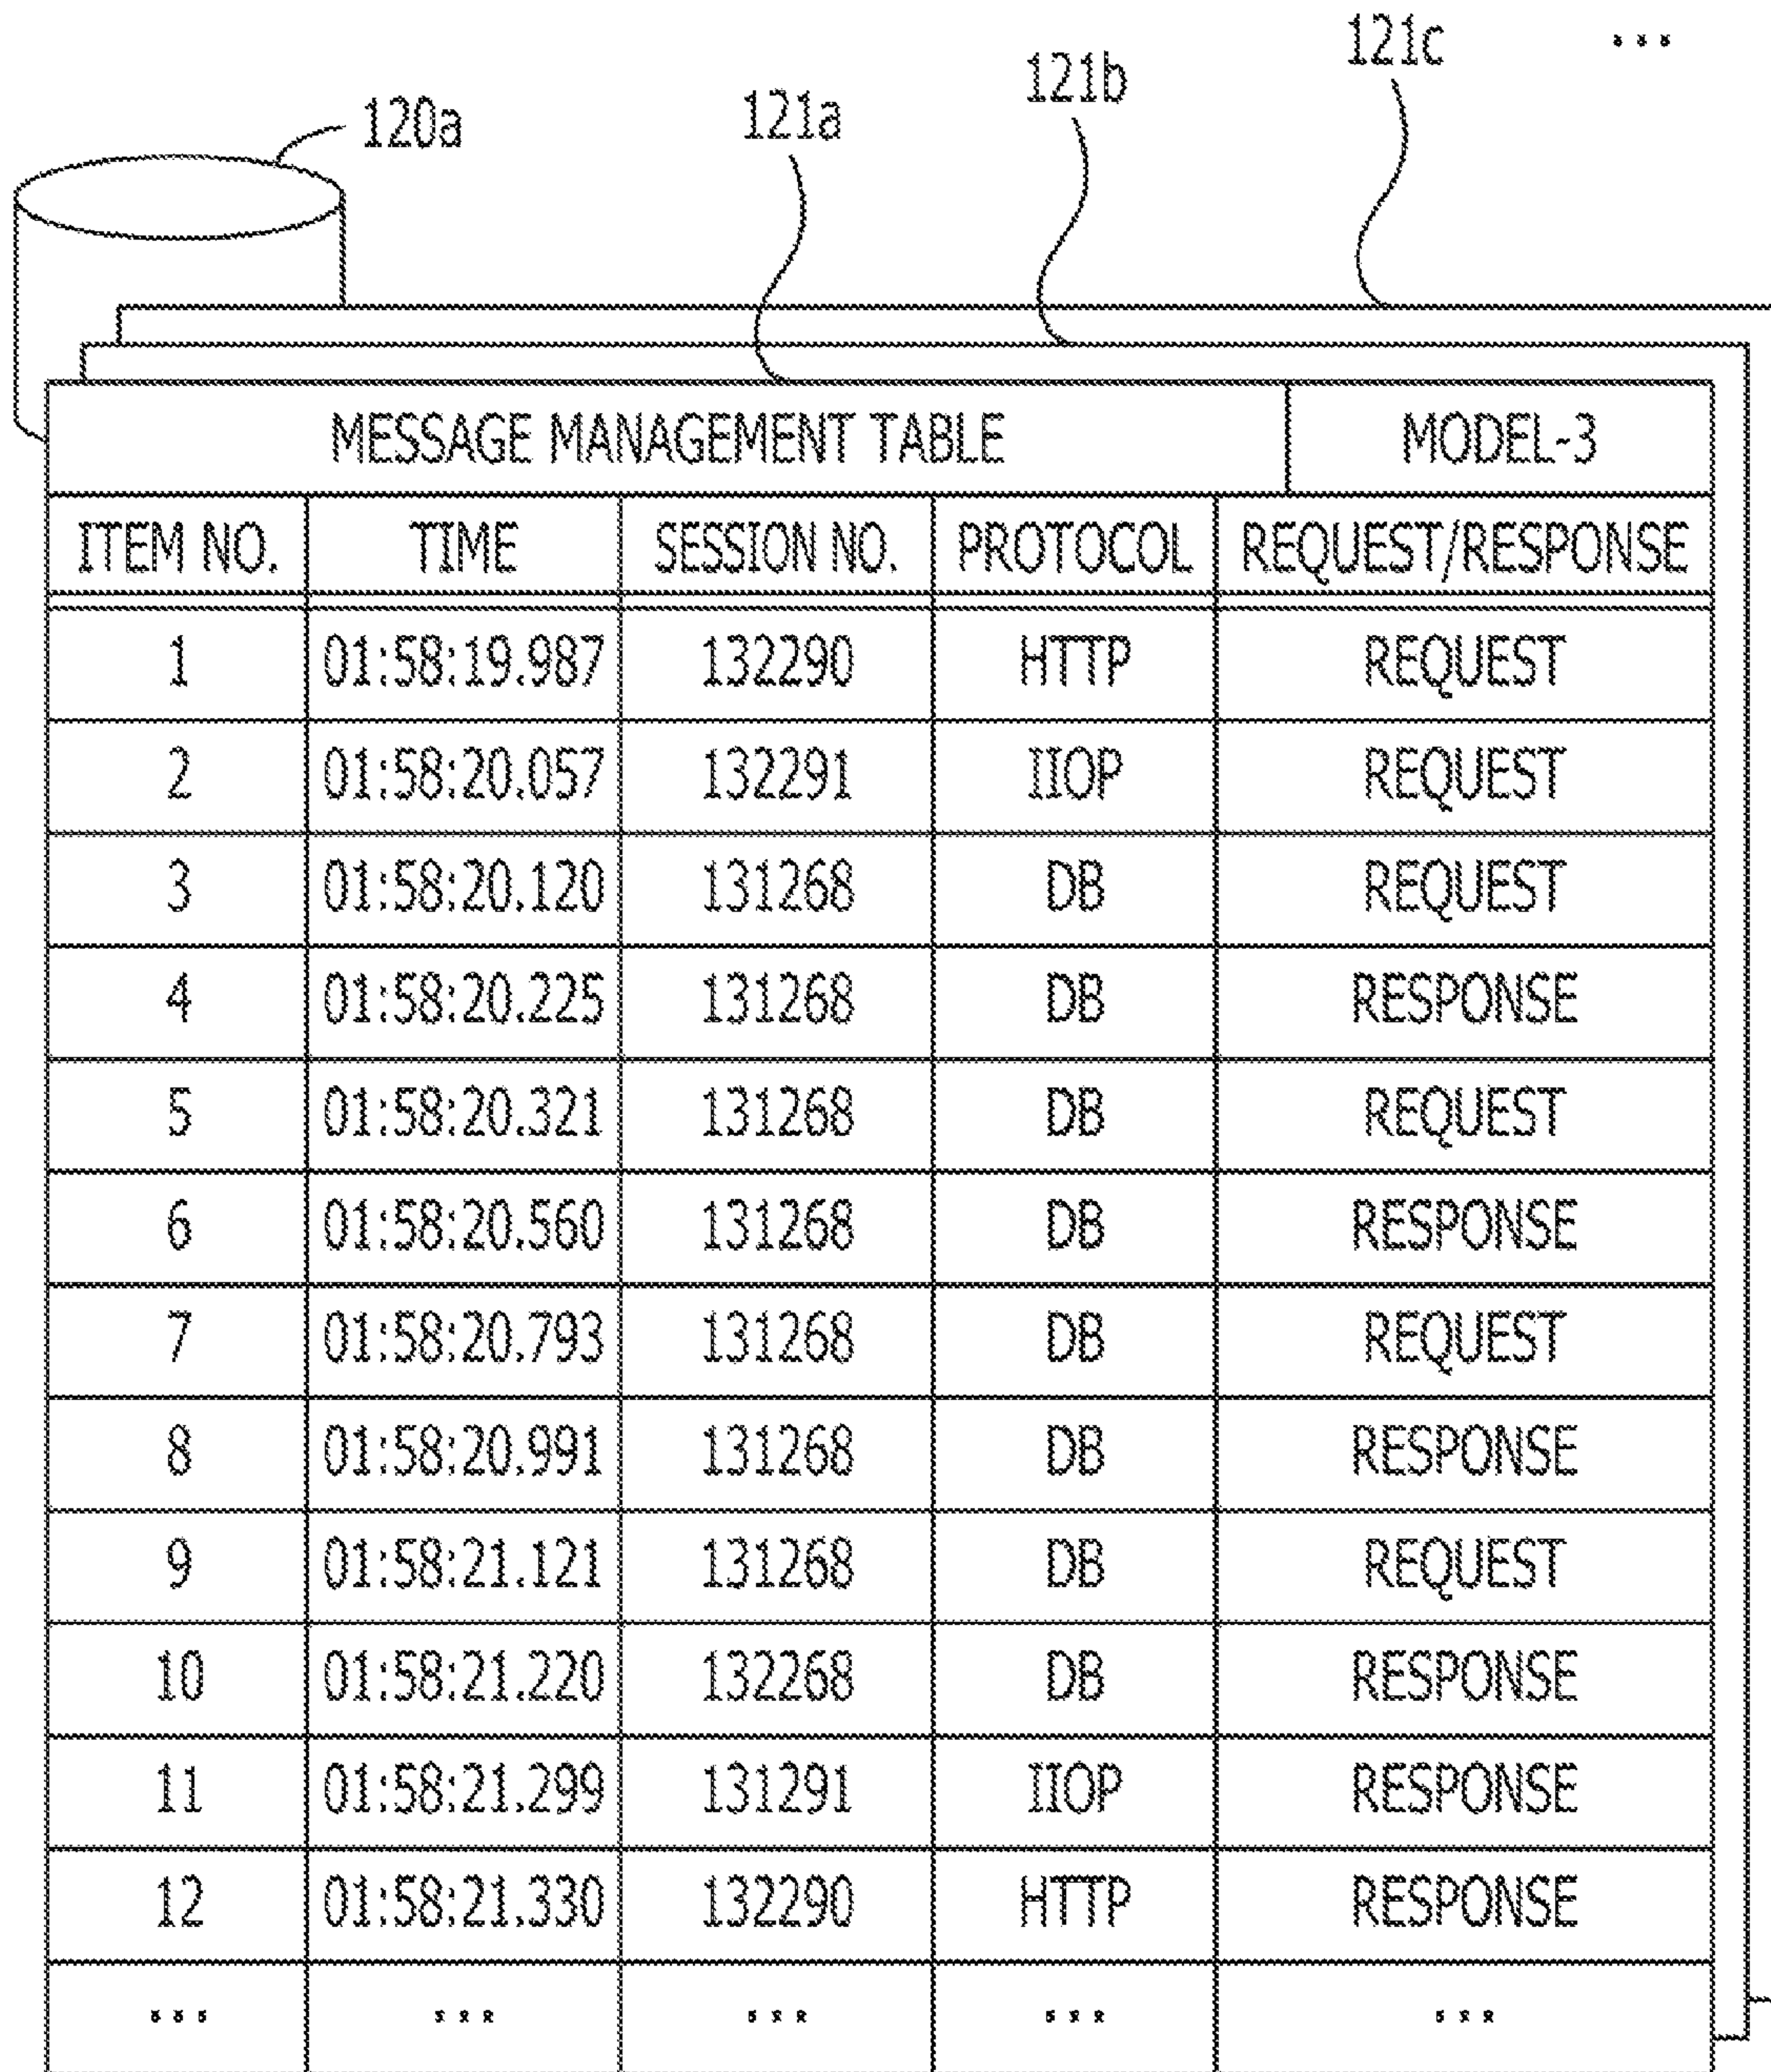 121c ...
121b
120a 121a
MESSAGE MANAGEMENT TABLE MODEL-3
ITEM NO. TIME SESSION NO. PROTOCOL REQUEST/RESPONSE
1 01:58:19.987 132290 HTTP REQUEST
2 01:58:20.057 132291 IIOP REQUEST
3 01:58:20.120 131268 DB REQUEST
4 01:58:20.225 131268 DB RESPONSE
5 01:58:20.321 131268 DB REQUEST
6 01:58:20.560 131268 DB RESPONSE
7 01:58:20.793 131268 DB REQUEST
8 01:58:20.991 131268 DB RESPONSE
9 01:58:21.121 131268 DB REQUEST
10 01:58:21.220 132268 DB RESPONSE
11 01:58:21.299 131291 IIOP RESPONSE
12 01:58:21.330 132290 HTTP RESPONSE
... ... ... ... ...